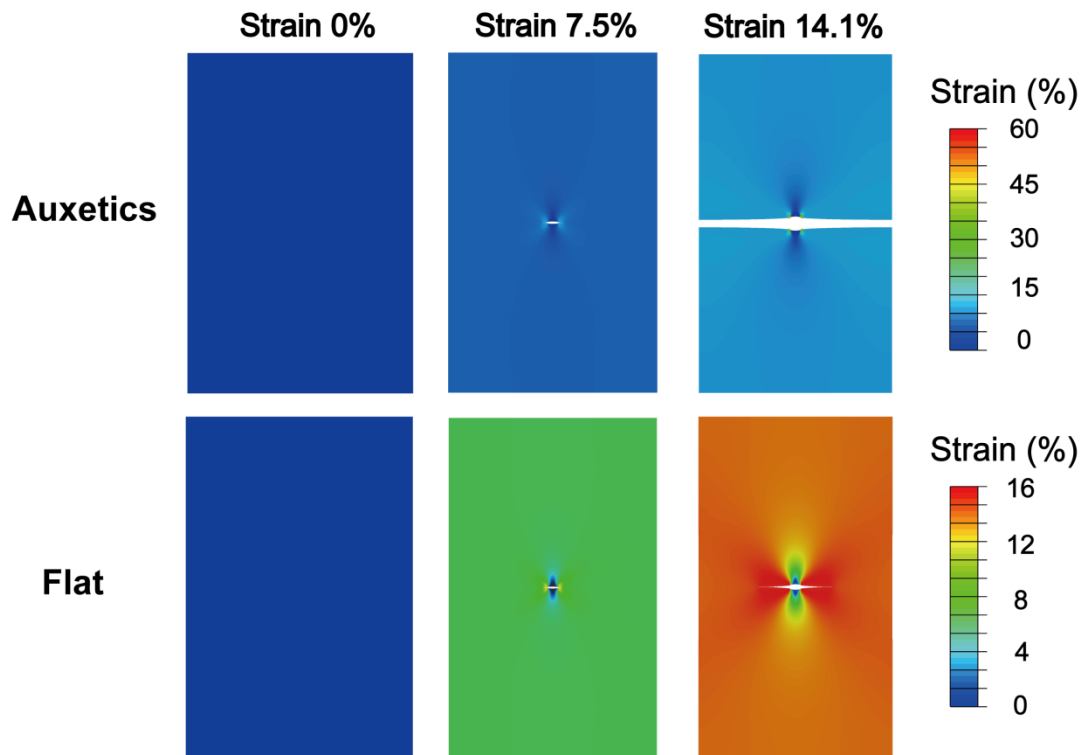 Strain 0%
Strain 7.5%
Strain 14.1%
Auxetics
Strain (%)
60
45
30
15
0
Flat
Strain (%)
16
12
8
4
0